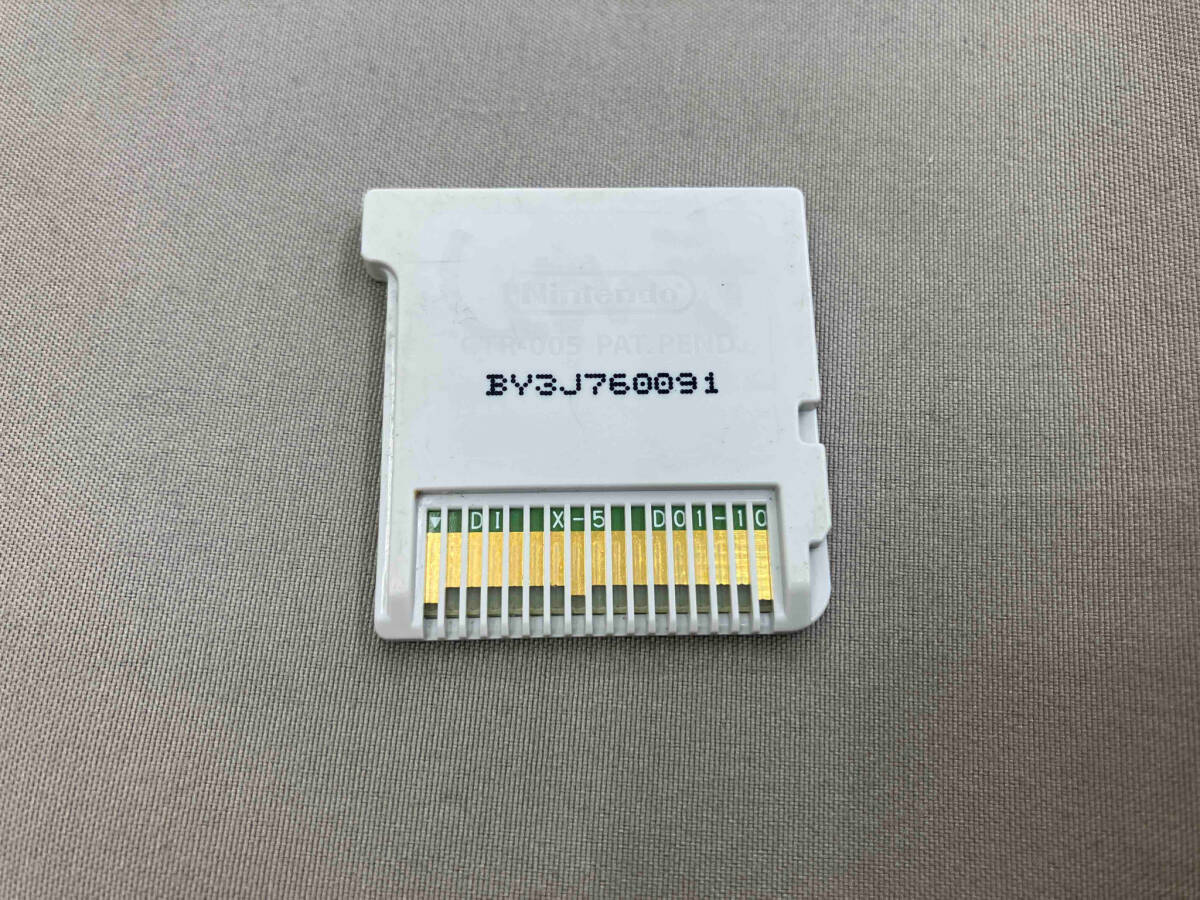 Nintendo
CTR-005 PAT.PEND.
BY3J760091
DI X-5 D01-10